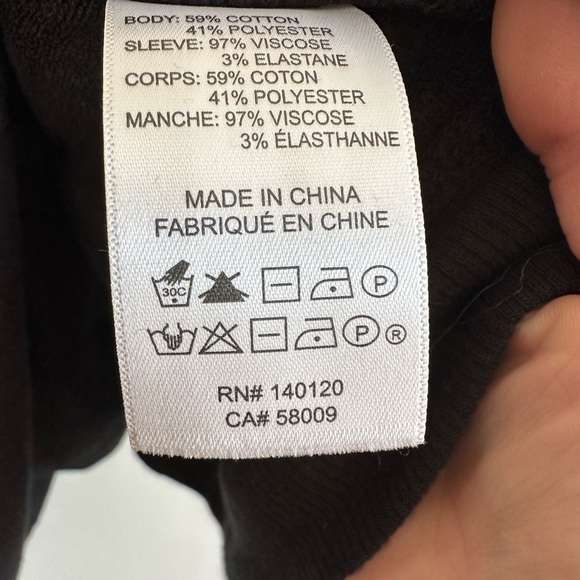 BODY: 59% COTTON
41% POLYESTER
SLEEVE: 97% VISCOSE
3% ELASTANE
CORPS: 59% COTON
41% POLYESTER
MANCHE: 97% VISCOSE
3% ÉLASTHANNE
MADE IN CHINA
FABRIQUÉ EN CHINE
30C P
P ®
RN# 140120
CA# 58009